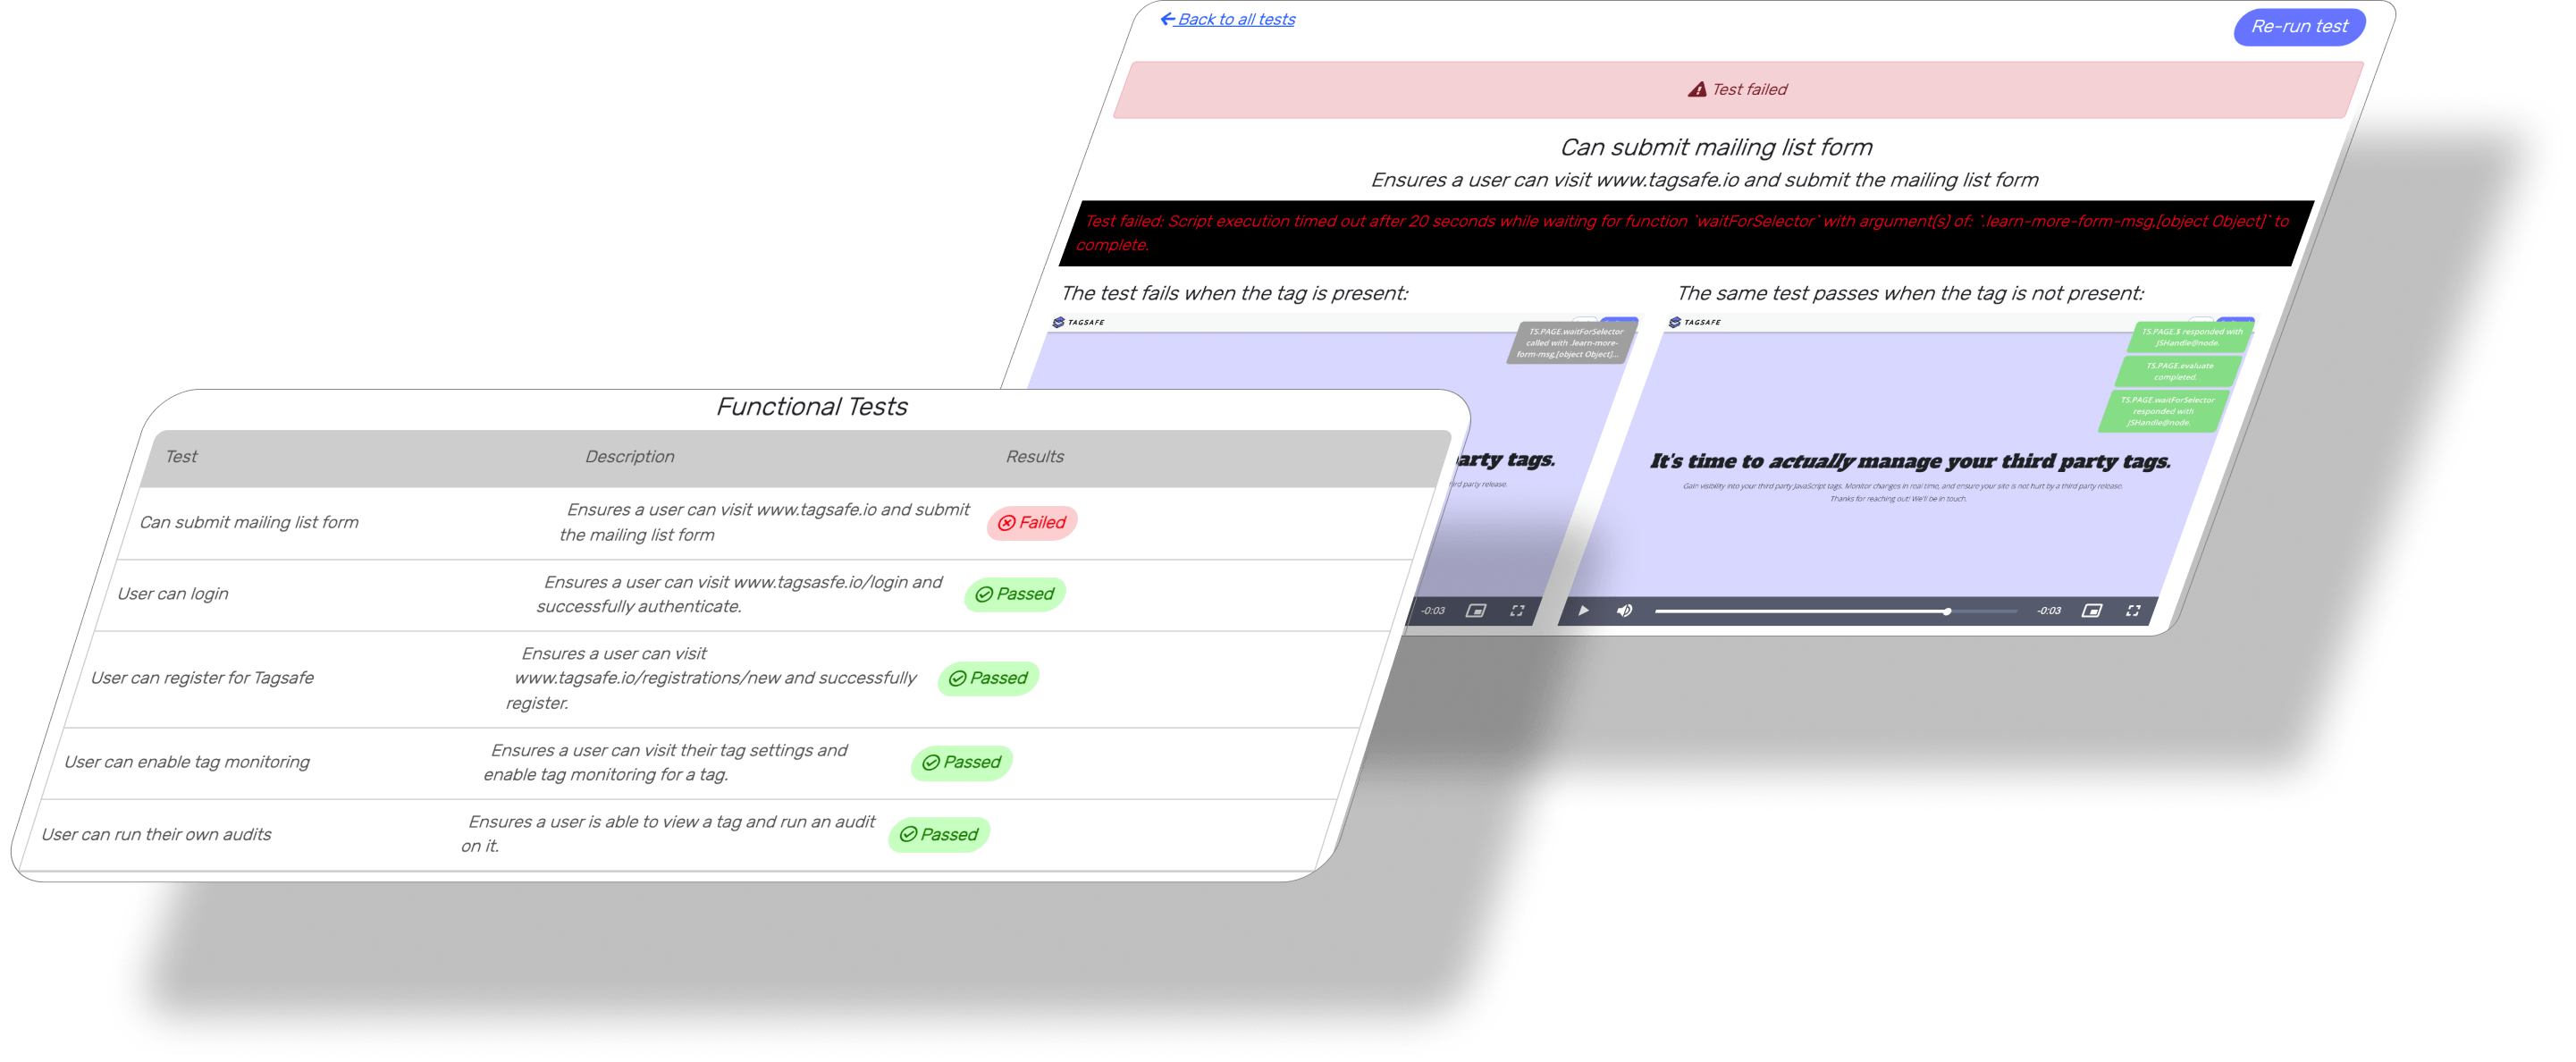 Back to all tests
Re-run test
Test failed
Can submit mailing list form
Ensures a user can visit www.tagsafe.io and submit the mailing list form
Test failed: Script execution timed out after 20 seconds while waiting for function `waitForSelector` with argument(s) of: `.learn-more-form-msg,[object Object]` to
complete.
The test fails when the tag is present:
TAGSAFE
TS.PAGE.waitForSelector
called with .learn-more-
form-msg,[object Object]...
arty tags.
hird party release.
-0:03
The same test passes when the tag is not present:
TAGSAFE
TS.PAGE.$ responded with
JSHandle@node.
TS.PAGE.evaluate
completed.
TS.PAGE.waitForSelector
responded with
JSHandle@node.
It's time to actually manage your third party tags.
Gain visibility into your third party JavaScript tags. Monitor changes in real time, and ensure your site is not hurt by a third party release.
Thanks for reaching out! We'll be in touch.
-0:03
Functional Tests
Test Description Results
Can submit mailing list form
Ensures a user can visit www.tagsafe.io and submit
the mailing list form
Failed
User can login
Ensures a user can visit www.tagsasfe.io/login and
successfully authenticate.
Passed
User can register for Tagsafe
Ensures a user can visit
www.tagsafe.io/registrations/new and successfully
register.
Passed
User can enable tag monitoring
Ensures a user can visit their tag settings and
enable tag monitoring for a tag.
Passed
User can run their own audits
Ensures a user is able to view a tag and run an audit
on it.
Passed